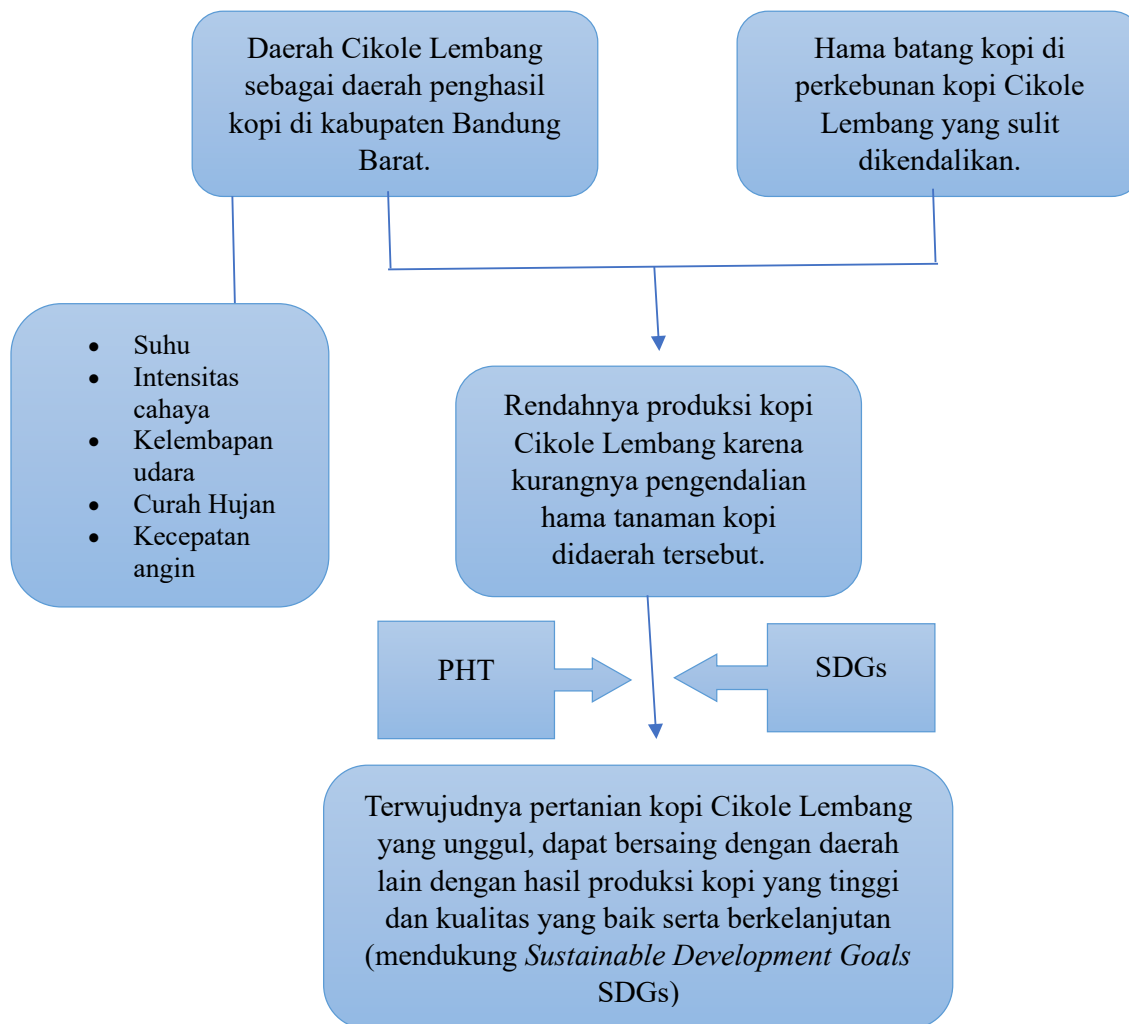 Daerah Cikole Lembang
sebagai daerah penghasil
kopi di kabupaten Bandung
Barat.
Hama batang kopi di
perkebunan kopi Cikole
Lembang yang sulit
dikendalikan.
• Suhu
• Intensitas
cahaya
• Kelembapan
udara
• Curah Hujan
• Kecepatan
angin
Rendahnya produksi kopi
Cikole Lembang karena
kurangnya pengendalian
hama tanaman kopi
didaerah tersebut.
PHT
SDGs
Terwujudnya pertanian kopi Cikole Lembang
yang unggul, dapat bersaing dengan daerah
lain dengan hasil produksi kopi yang tinggi
dan kualitas yang baik serta berkelanjutan
(mendukung Sustainable Development Goals
SDGs)